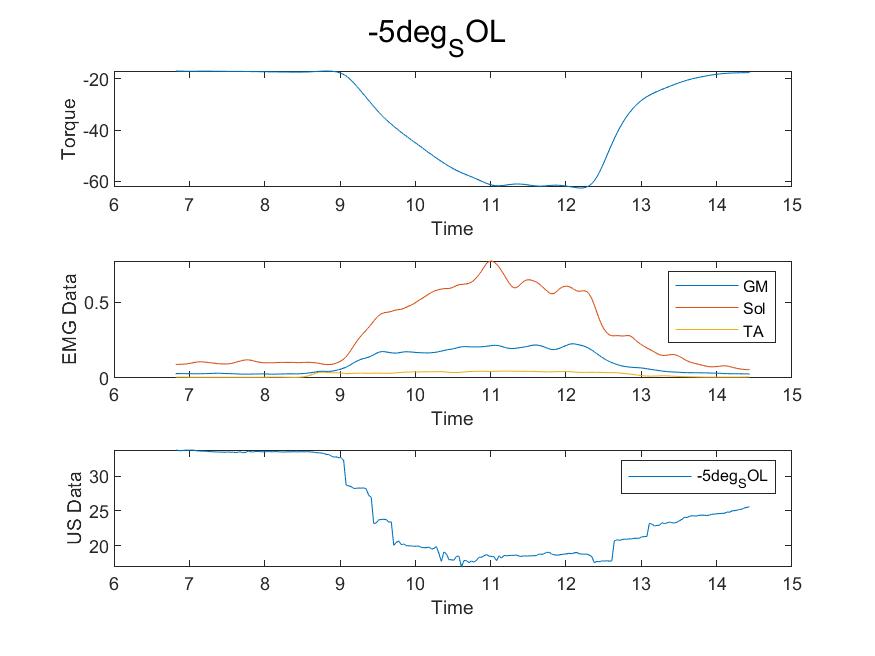 -5deg_SOL
-20
-40
-60
Torque
6 7 8 9 10 11 12 13 14 15
Time
0.5
0
EMG Data
GM
Sol
TA
6 7 8 9 10 11 12 13 14 15
Time
30
25
20
US Data
-5deg_SOL
6 7 8 9 10 11 12 13 14 15
Time